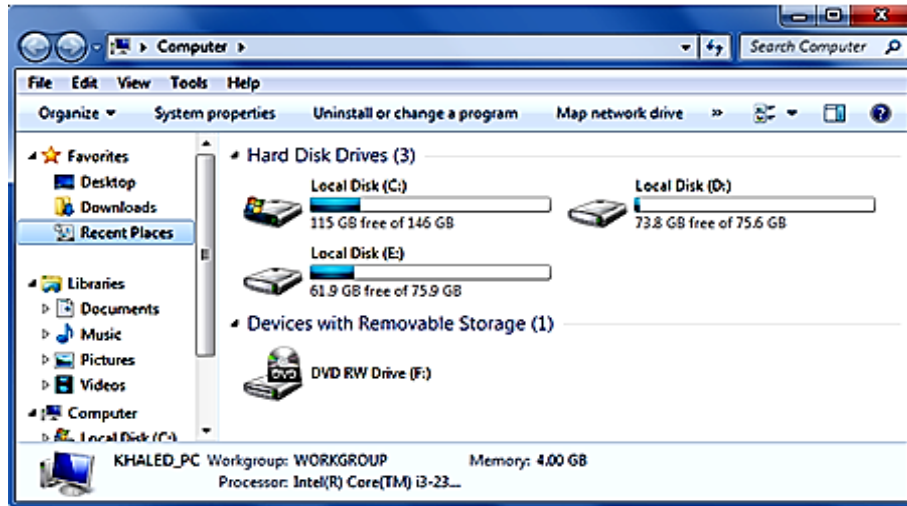 Computer
Search Computer
File Edit View Tools Help
Organize System properties Uninstall or change a program Map network drive »
Favorites
Desktop
Downloads
Recent Places
Libraries
Documents
Music
Pictures
Videos
Computer
Local Disk (C:)
Hard Disk Drives (3)
Local Disk (C:)
115 GB free of 146 GB
Local Disk (D:)
73.8 GB free of 75.6 GB
Local Disk (E:)
61.9 GB free of 75.9 GB
Devices with Removable Storage (1)
DVD
DVD RW Drive (F:)
KHALED_PC Workgroup: WORKGROUP Memory: 4.00 GB
Processor: Intel(R) Core(TM) i3-23...